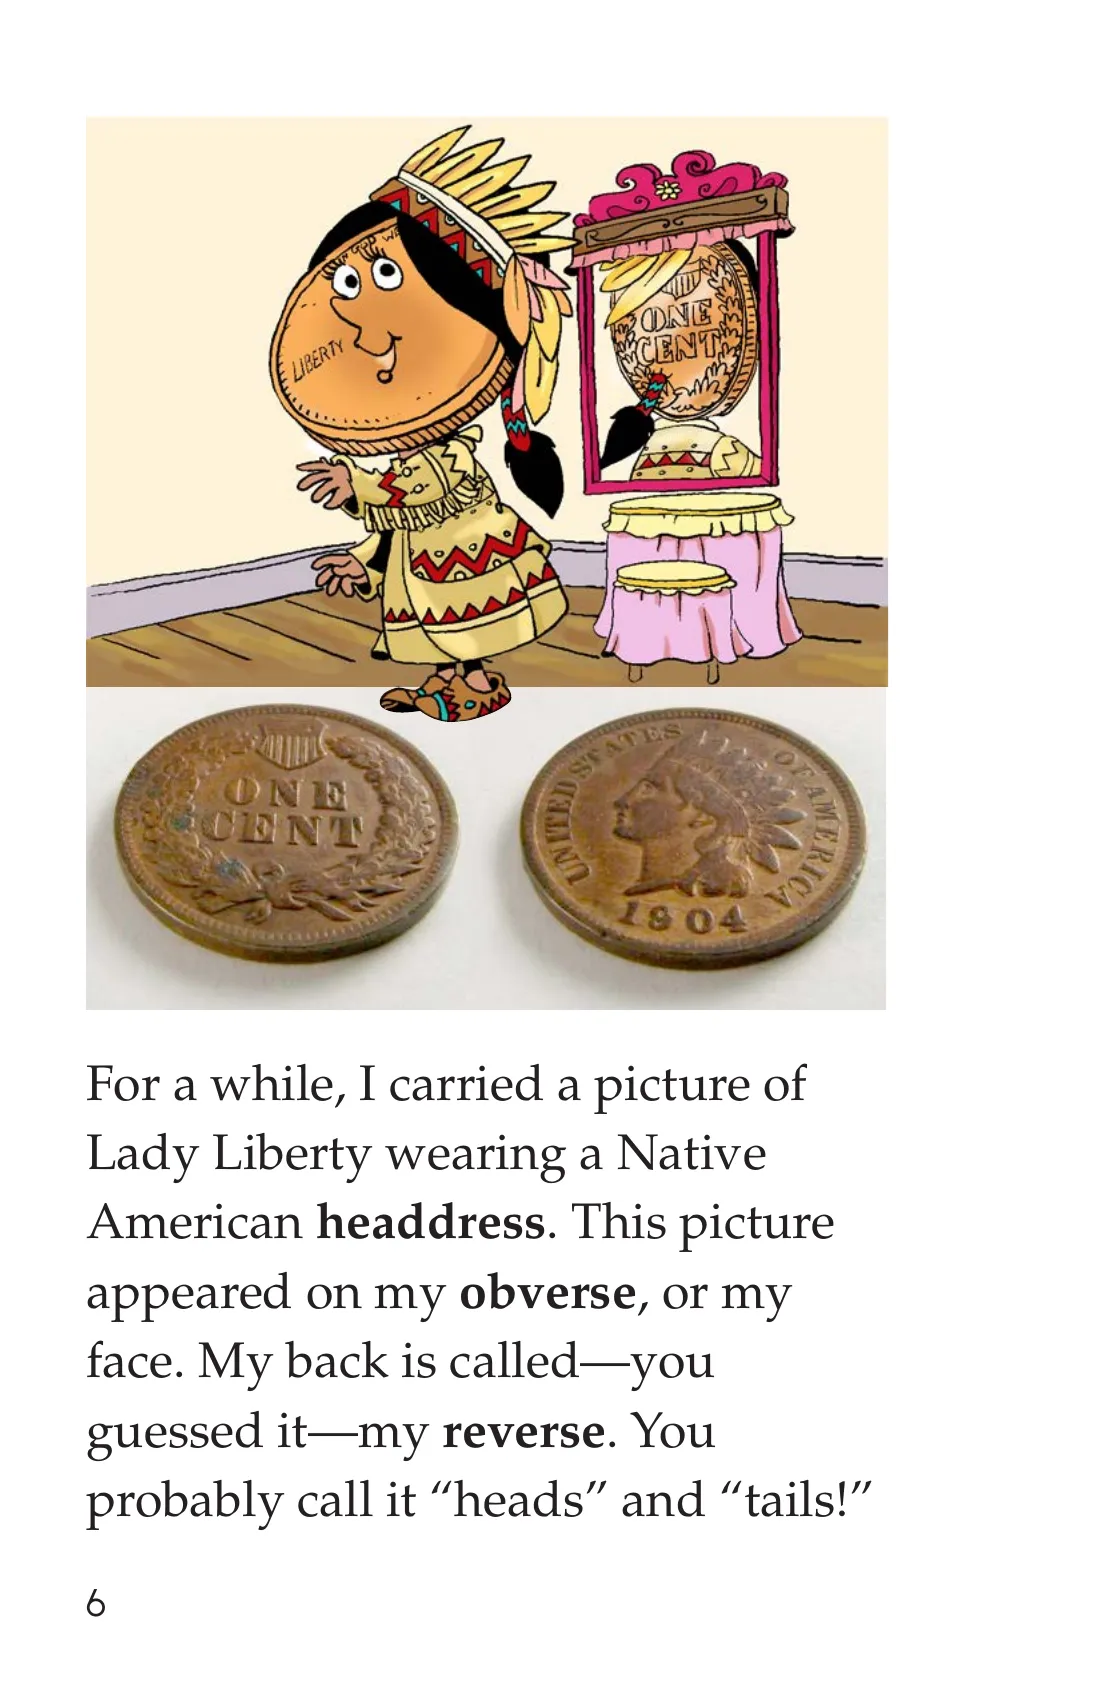 GOD WE
LIBERTY
ONE
CENT
ONE
CENT
UNITED STATES OF AMERICA
1904
For a while, I carried a picture of
Lady Liberty wearing a Native
American headdress. This picture
appeared on my obverse, or my
face. My back is called—you
guessed it—my reverse. You
probably call it “heads” and “tails!”
6